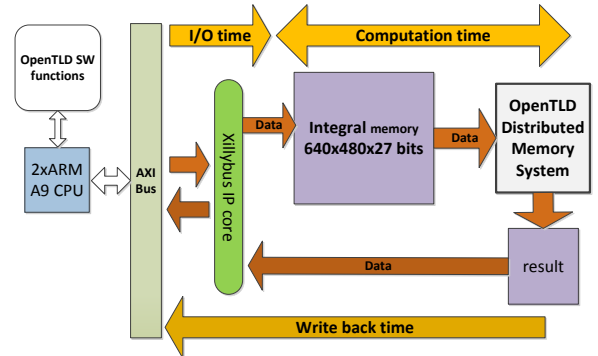 OpenTLD SW
functions
2xARM
A9 CPU
AXI
Bus
I/O time
Computation time
Xillybus IP core
Data
Integral memory
640x480x27 bits
Data
OpenTLD
Distributed
Memory
System
result
Data
Write back time